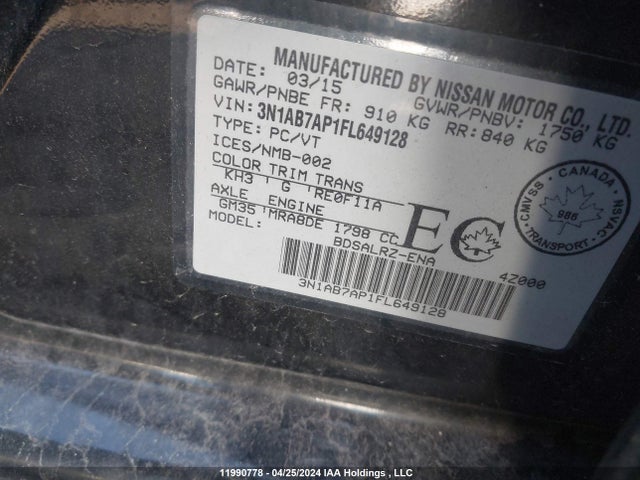 MANUFACTURED BY NISSAN MOTOR CO., LTD.
DATE: 03/15 GVWR/PNBV: 1750 KG
GAWR/PNBE FR: 910 KG RR: 840 KG
VIN: 3N1AB7AP1FL649128
TYPE: PC/VT
ICES/NMB-002
COLOR TRIM TRANS
KH3 ' G ' RE0F11A
AXLE ENGINE
GM35 ' MRA8DE 1798 CC
MODEL: BDSALRZ-ENA
EC
CANADA
CMVSS NSVAC
986
TRANSPORT
4Z000
3N1AB7AP1FL649128
11990778 - 04/25/2024 IAA Holdings , LLC